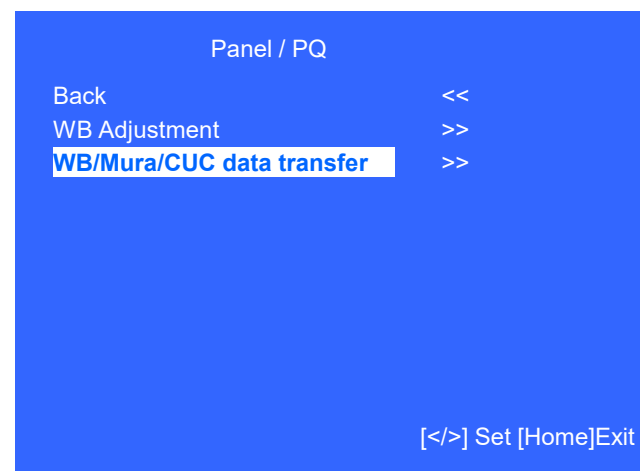 Panel / PQ
Back <<
WB Adjustment >>
WB/Mura/CUC data transfer >>
[</>] Set [Home]Exit